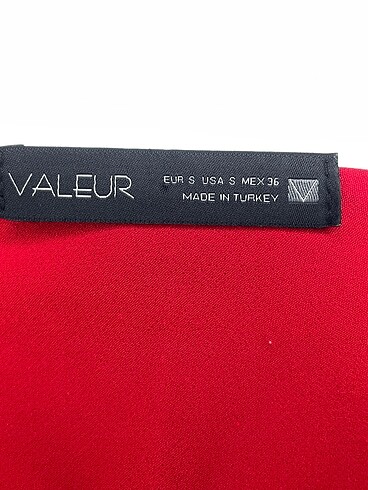 VALEUR
EUR S USA S MEX 36
MADE IN TURKEY